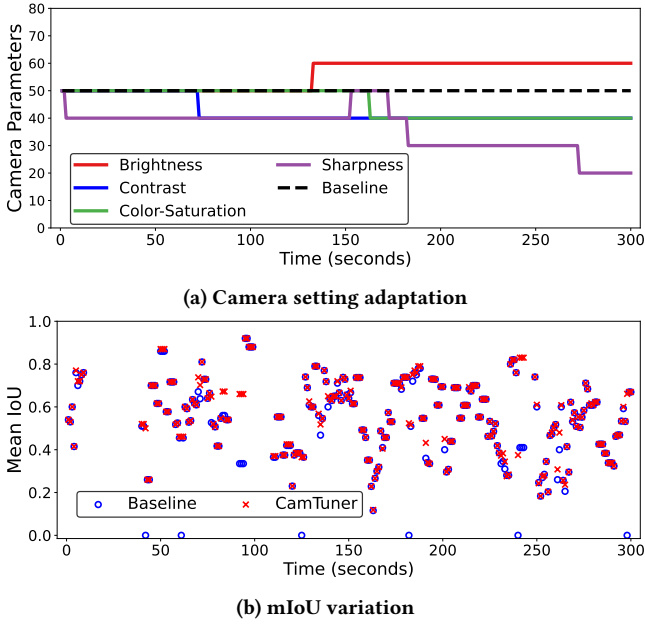 80
70
60
50
40
30
20
10
0
Camera Parameters
Brightness
Contrast
Color-Saturation
Sharpness
Baseline
0 50 100 150 200 250 300
Time (seconds)
(a) Camera setting adaptation
1.0
0.8
0.6
0.4
0.2
0.0
Mean IoU
Baseline
CamTuner
0 50 100 150 200 250 300
Time (seconds)
(b) mIoU variation